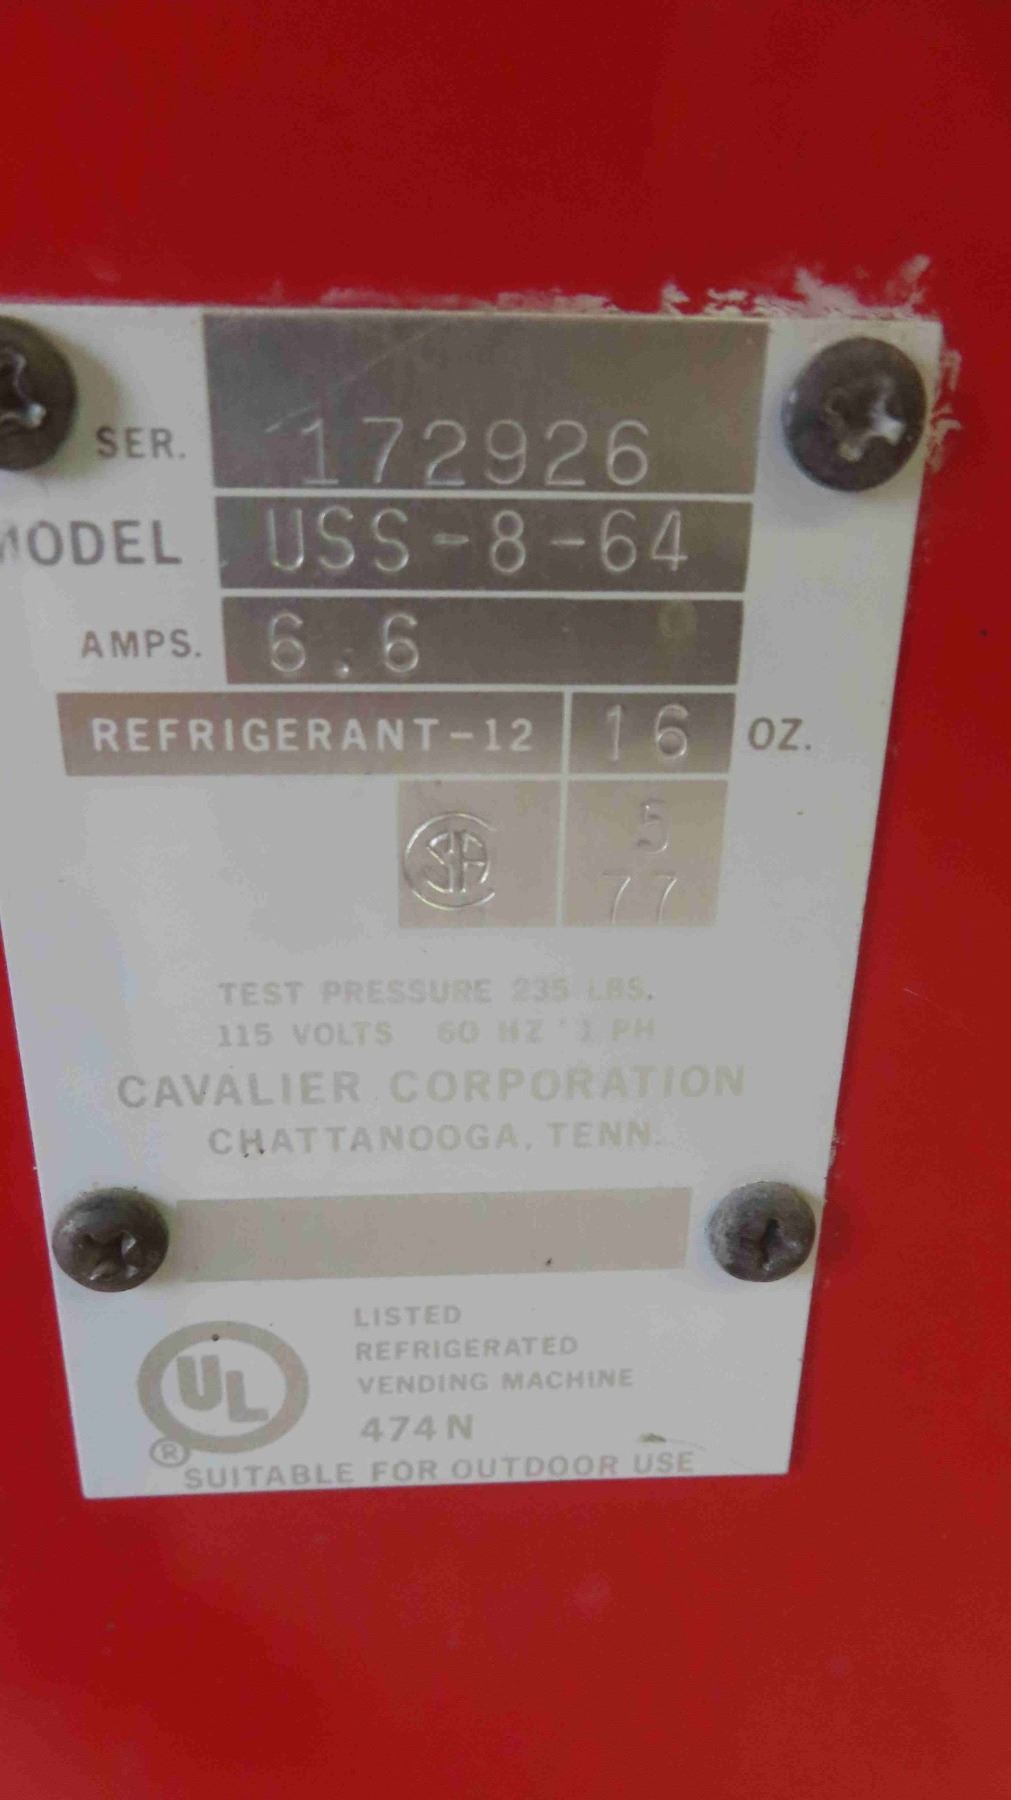 SER. 172926
MODEL USS-8-64
AMPS. 6.6
REFRIGERANT-12 16 OZ.
SA 5
77
TEST PRESSURE 235 LBS.
115 VOLTS 60 HZ 1 PH
CAVALIER CORPORATION
CHATTANOOGA, TENN.
UL LISTED
REFRIGERATED
VENDING MACHINE
474N
®
SUITABLE FOR OUTDOOR USE